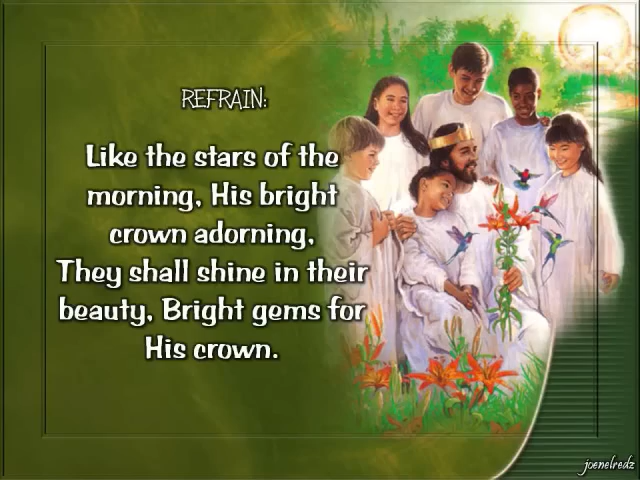 REFRAIN:
Like the stars of the
morning, His bright
crown adorning,
They shall shine in their
beauty, Bright gems for
His crown.
joenelredz